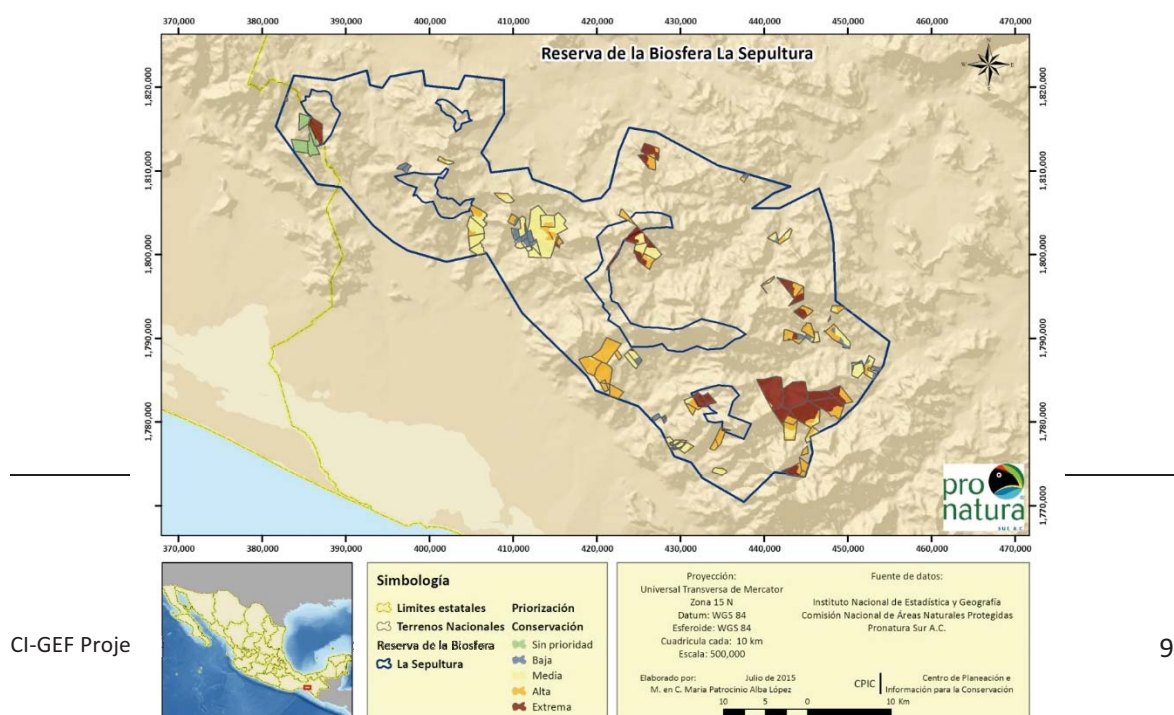 370,000 380,000 390,000 400,000 410,000 420,000 430,000 440,000 450,000 460,000 470,000
Reserva de la Biosfera La Sepultura
N
W E
S
1,820,000 1,820,000
1,810,000 1,810,000
1,800,000 1,800,000
1,790,000 1,790,000
1,780,000 1,780,000
1,770,000 1,770,000
pro
natura
SUR, A.C.
370,000 380,000 390,000 400,000 410,000 420,000 430,000 440,000 450,000 460,000 470,000
CI-GEF Proje
Simbología
Limites estatales
Terrenos Nacionales
Reserva de la Biosfera
La Sepultura
Priorización
Conservación
Sin prioridad
Baja
Media
Alta
Extrema
Proyección:
Universal Transversa de Mercator
Zona 15 N
Datum: WGS 84
Esferoide: WGS 84
Cuadricula cada: 10 km
Escala: 500,000
Fuente de datos:
Instituto Nacional de Estadística y Geografía
Comisión Nacional de Áreas Naturales Protegidas
Pronatura Sur A.C.
Elaborado por: Julio de 2015
M. en C. Maria Patrocinio Alba López
CPIC
Centro de Planeación e
Información para la Conservación
10 5 0 10 Km
9